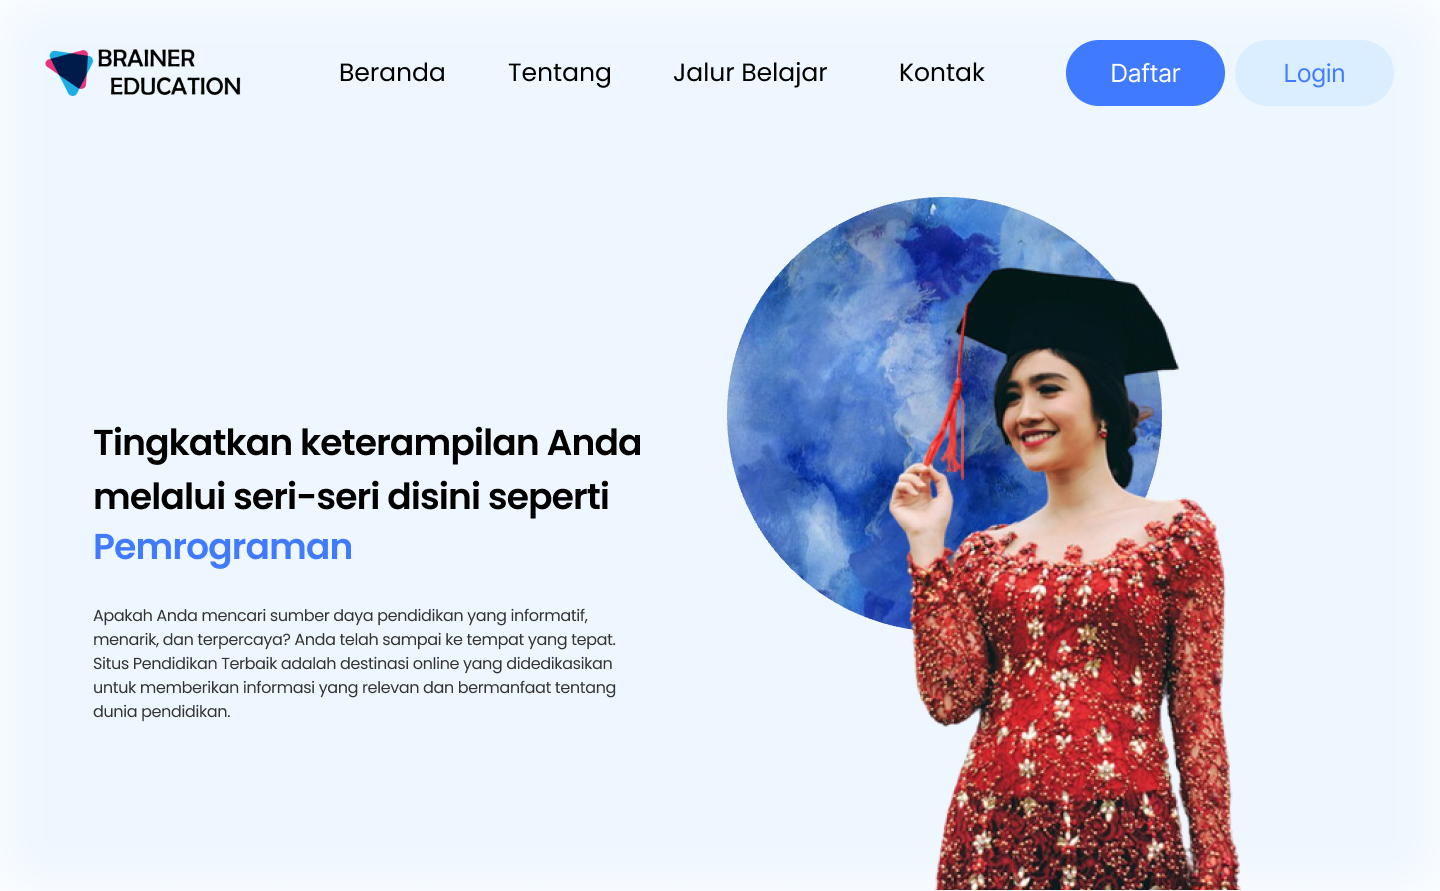 BRAINER
EDUCATION
Beranda
Tentang
Jalur Belajar
Kontak
Daftar
Login
Tingkatkan keterampilan Anda
melalui seri-seri disini seperti
Pemrograman
Apakah Anda mencari sumber daya pendidikan yang informatif,
menarik, dan terpercaya? Anda telah sampai ke tempat yang tepat.
Situs Pendidikan Terbaik adalah destinasi online yang didedikasikan
untuk memberikan informasi yang relevan dan bermanfaat tentang
dunia pendidikan.